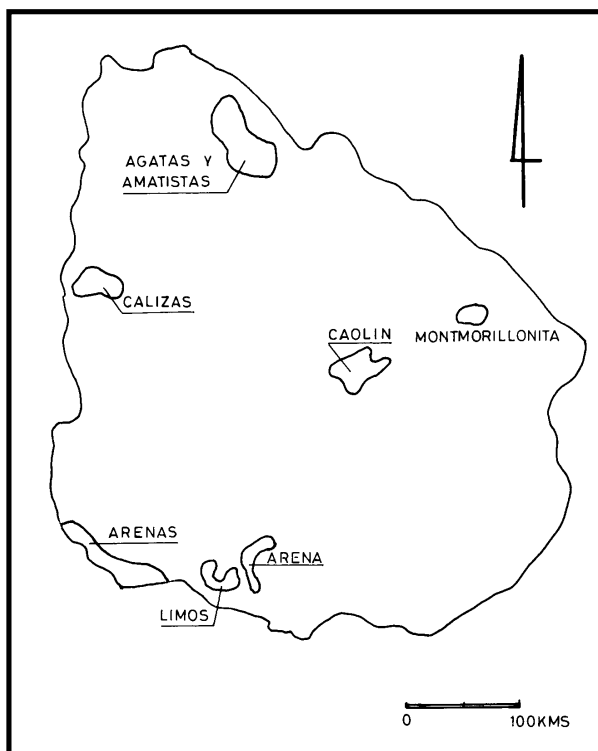 AGATAS Y
AMATISTAS
CALIZAS
CAOLIN
MONTMORILLONITA
ARENAS
ARENA
LIMOS
0 100KMS